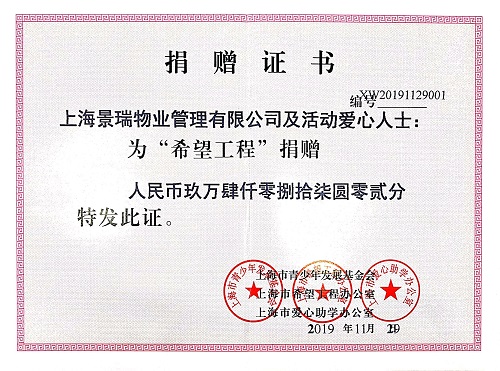 捐赠证书
编号XW20191129001
上海景瑞物业管理有限公司及活动爱心人士：
为“希望工程”捐赠
人民币玖万肆仟零捌拾柒圆零贰分
特发此证。
上海市青少年发展基金会
上海市希望工程办公室
上海市爱心助学办公室
2019 年11月 29日